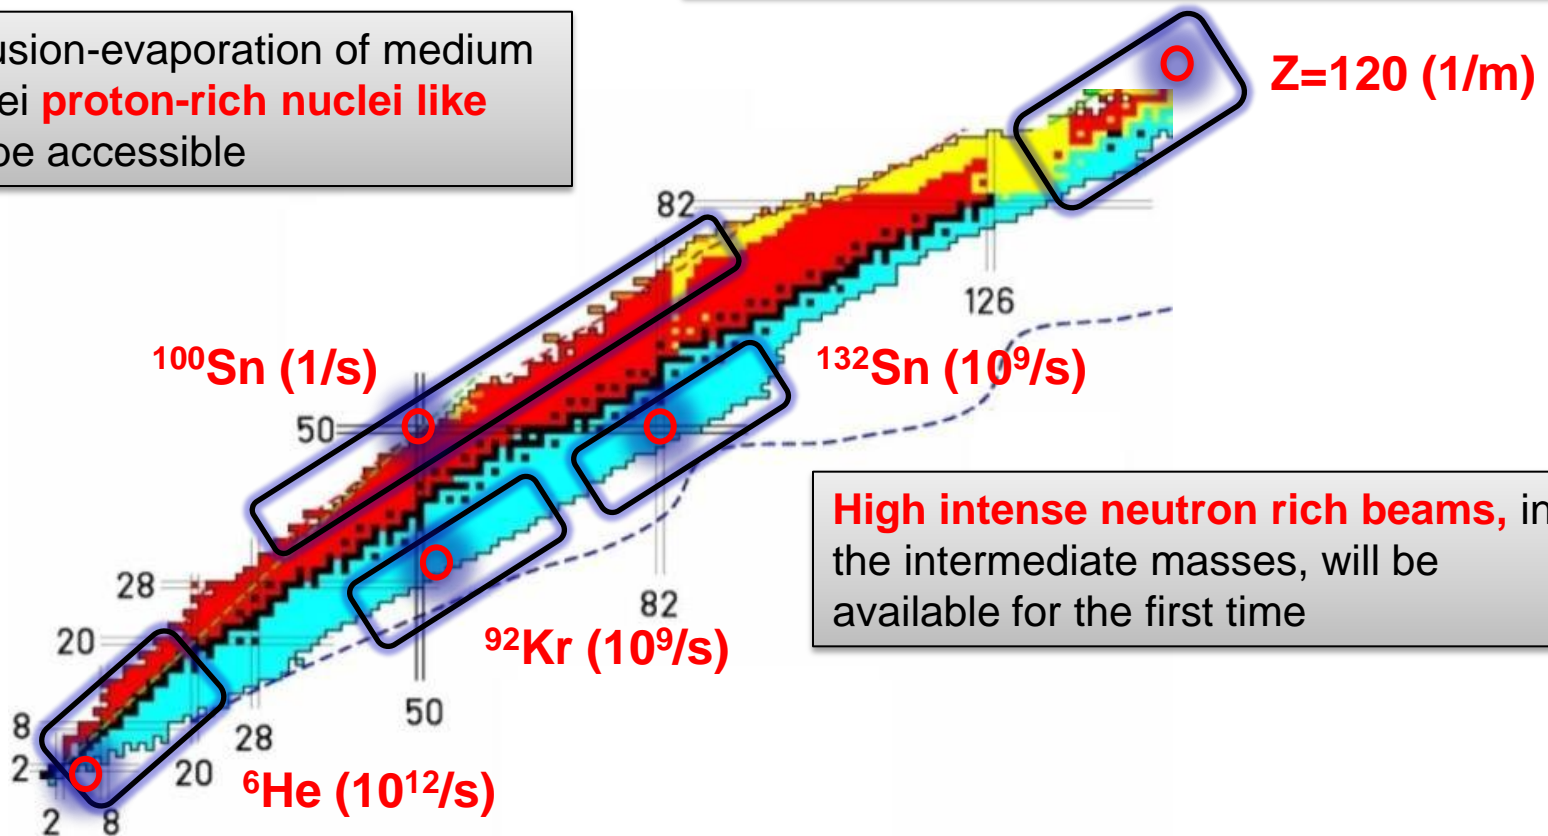 usion-evaporation of medium
ei proton-rich nuclei like
be accessible
Z=120 (1/m)
82
126
¹⁰⁰Sn (1/s)
¹³²Sn (10⁹/s)
50
High intense neutron rich beams, in
the intermediate masses, will be
available for the first time
28
82
20
⁹²Kr (10⁹/s)
50
8
28
2
20
⁶He (10¹²/s)
2 8